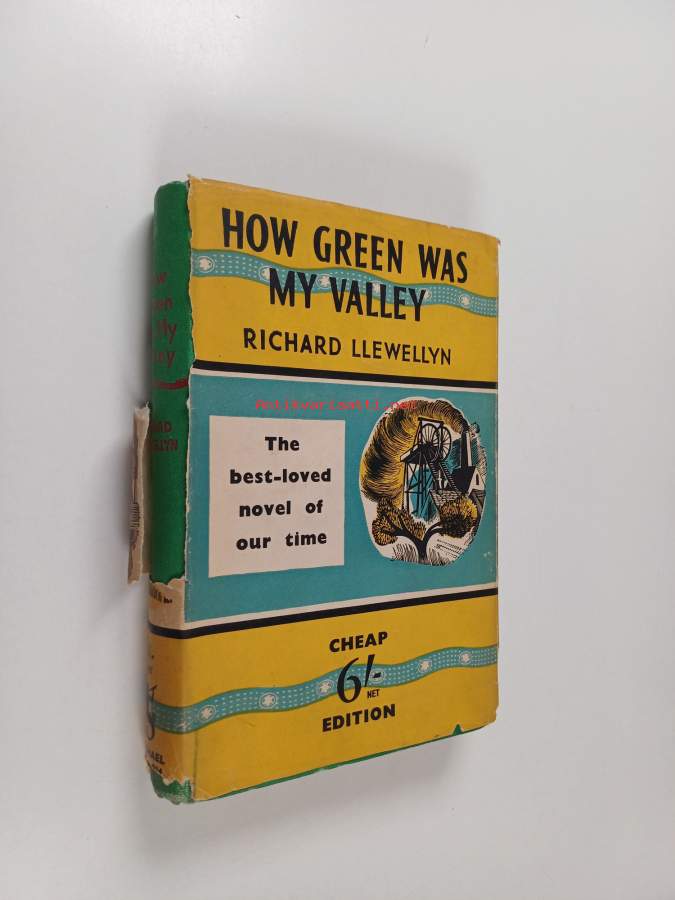 HOW GREEN WAS
MY VALLEY
RICHARD LLEWELLYN
Antikvariaatti.net
The
best-loved
novel of
our time
CHEAP
6/-
NET
EDITION